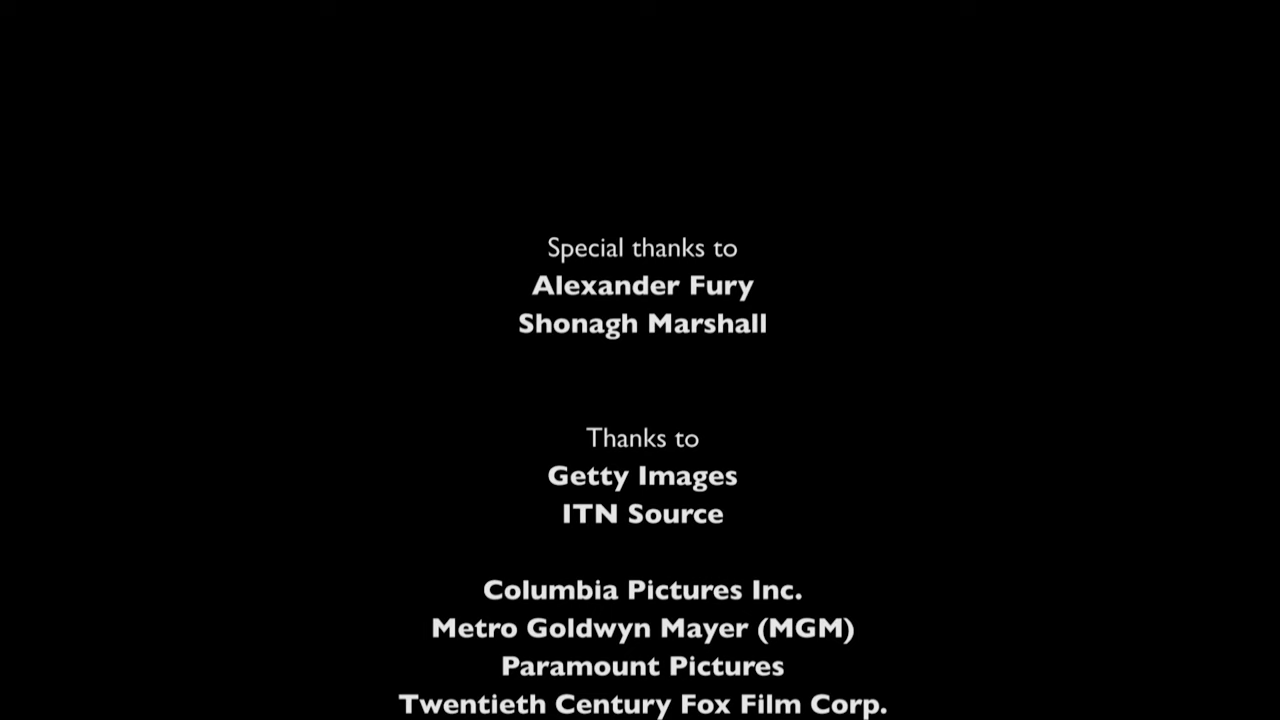 Special thanks to
Alexander Fury
Shonagh Marshall
Thanks to
Getty Images
ITN Source
Columbia Pictures Inc.
Metro Goldwyn Mayer (MGM)
Paramount Pictures
Twentieth Century Fox Film Corp.